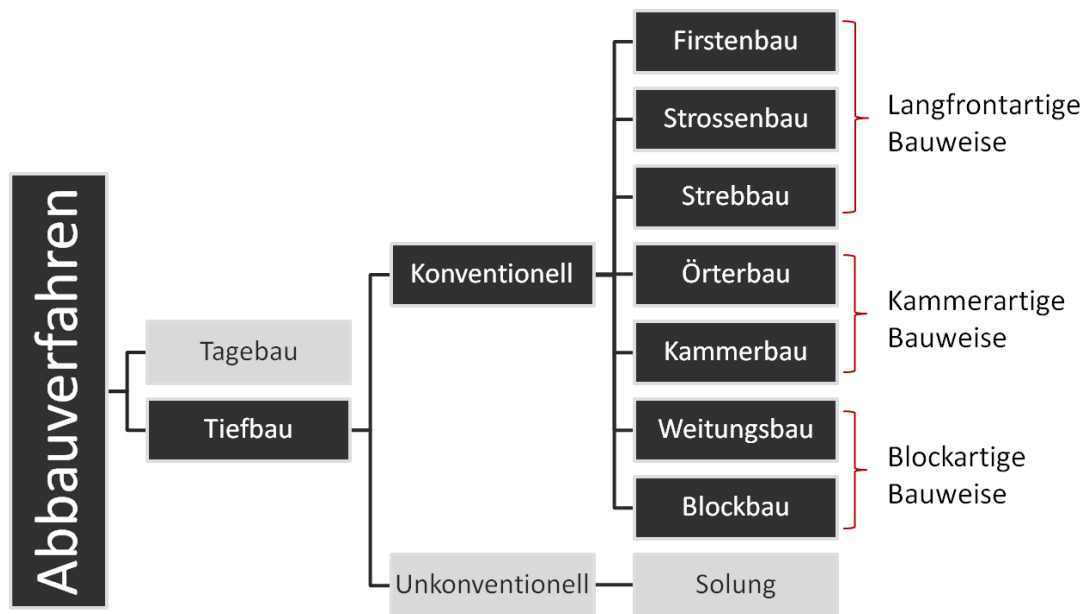 Abbauverfahren
Tagebau
Tiefbau
Konventionell
Unkonventionell
Firstenbau
Strossenbau
Strebbau
Örterbau
Kammerbau
Weitungsbau
Blockbau
Solung
Langfrontartige
Bauweise
Kammerartige
Bauweise
Blockartige
Bauweise